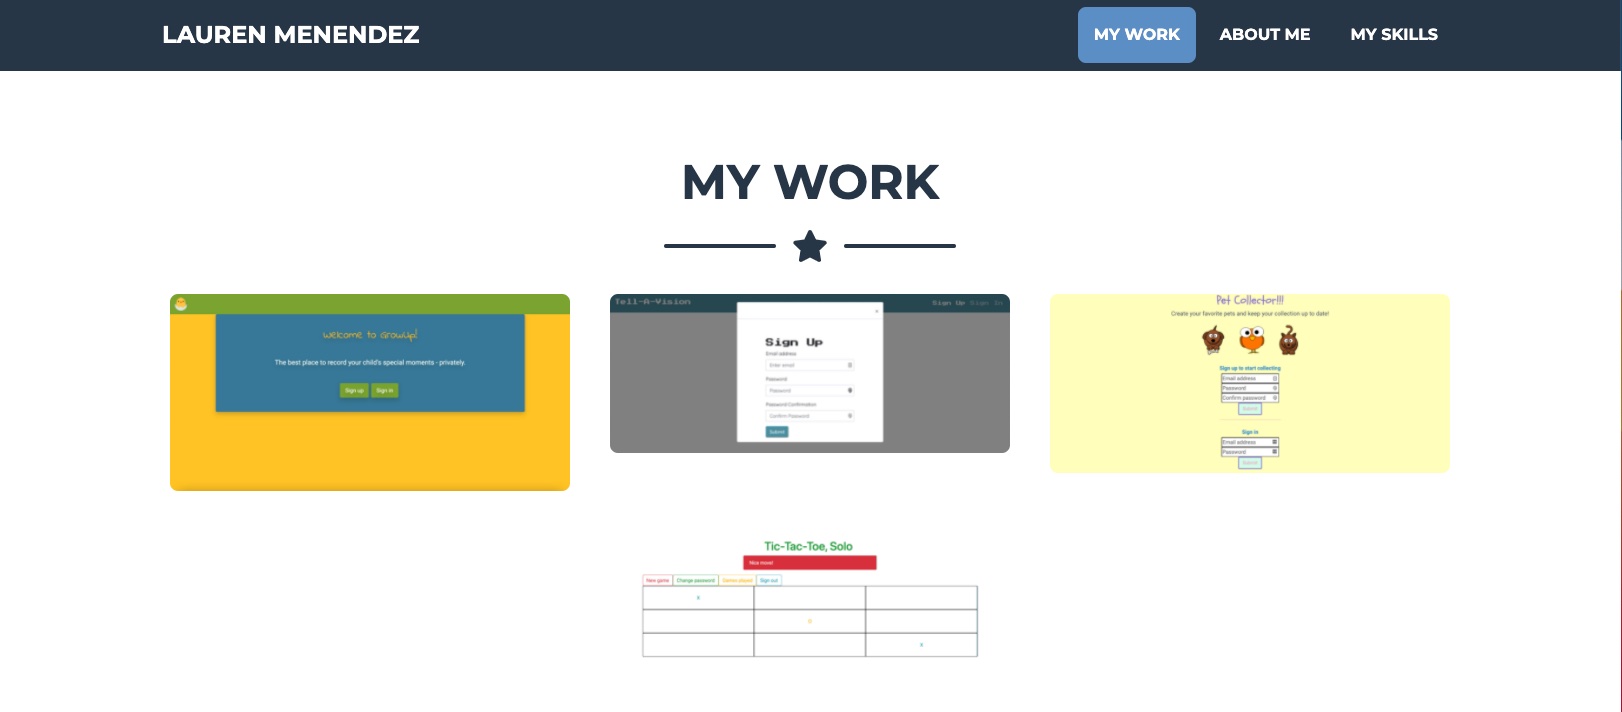 LAUREN MENENDEZ
MY WORK
ABOUT ME
MY SKILLS
MY WORK
Welcome to GrowUp!
The best place to record your child's special moments - privately.
Sign up
Sign in
Tell-A-Vision
Sign Up Sign In
Sign Up
Email address
Enter email
Password
Password
Password Confirmation
Confirm Password
Submit
Pet Collector!!!
Create your favorite pets and keep your collection up to date!
Sign up to start collecting
Email address
Password
Confirm password
Submit
Sign in
Email address
Password
Submit
Tic-Tac-Toe, Solo
Nice move!
New game
Change password
Games played
Sign out
x
o
x